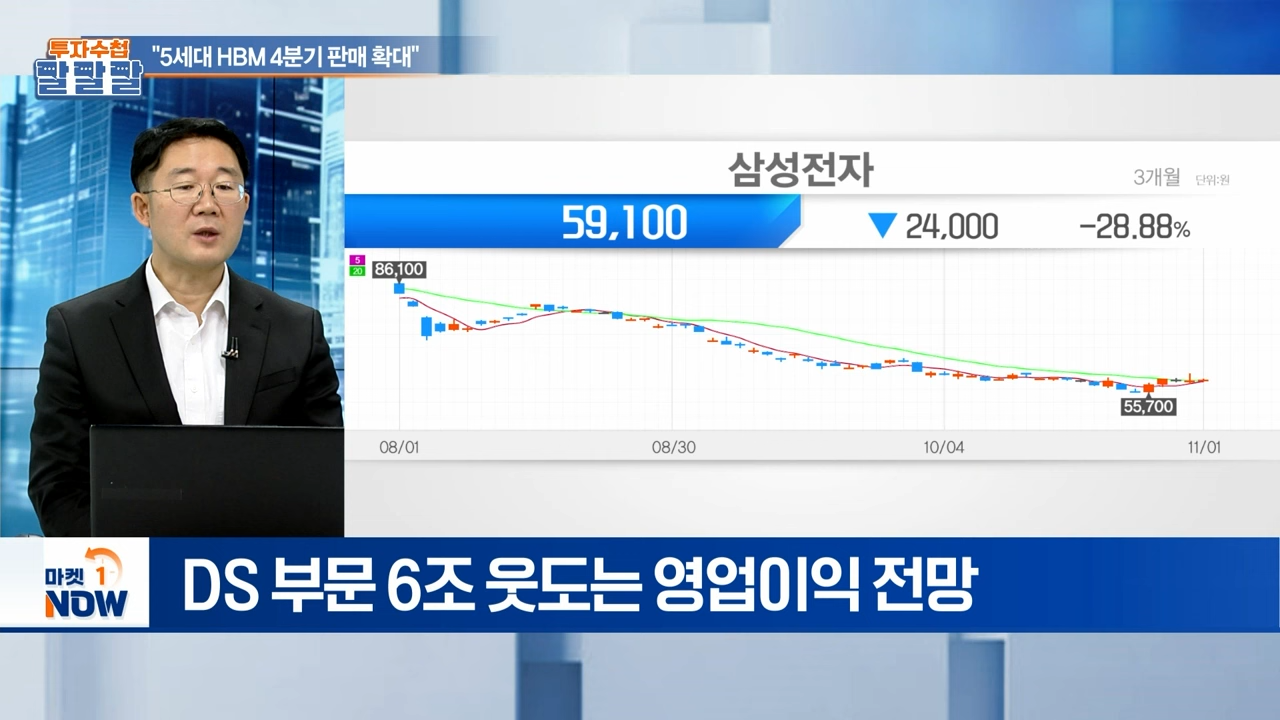 투자수첩
팔팔팔
"5세대 HBM 4분기 판매 확대"
삼성전자
3개월 단위:원
59,100 ▼ 24,000 -28.88%
5
20
86,100
55,700
08/01 08/30 10/04 11/01
마켓 1
NOW
DS 부문 6조 웃도는 영업이익 전망